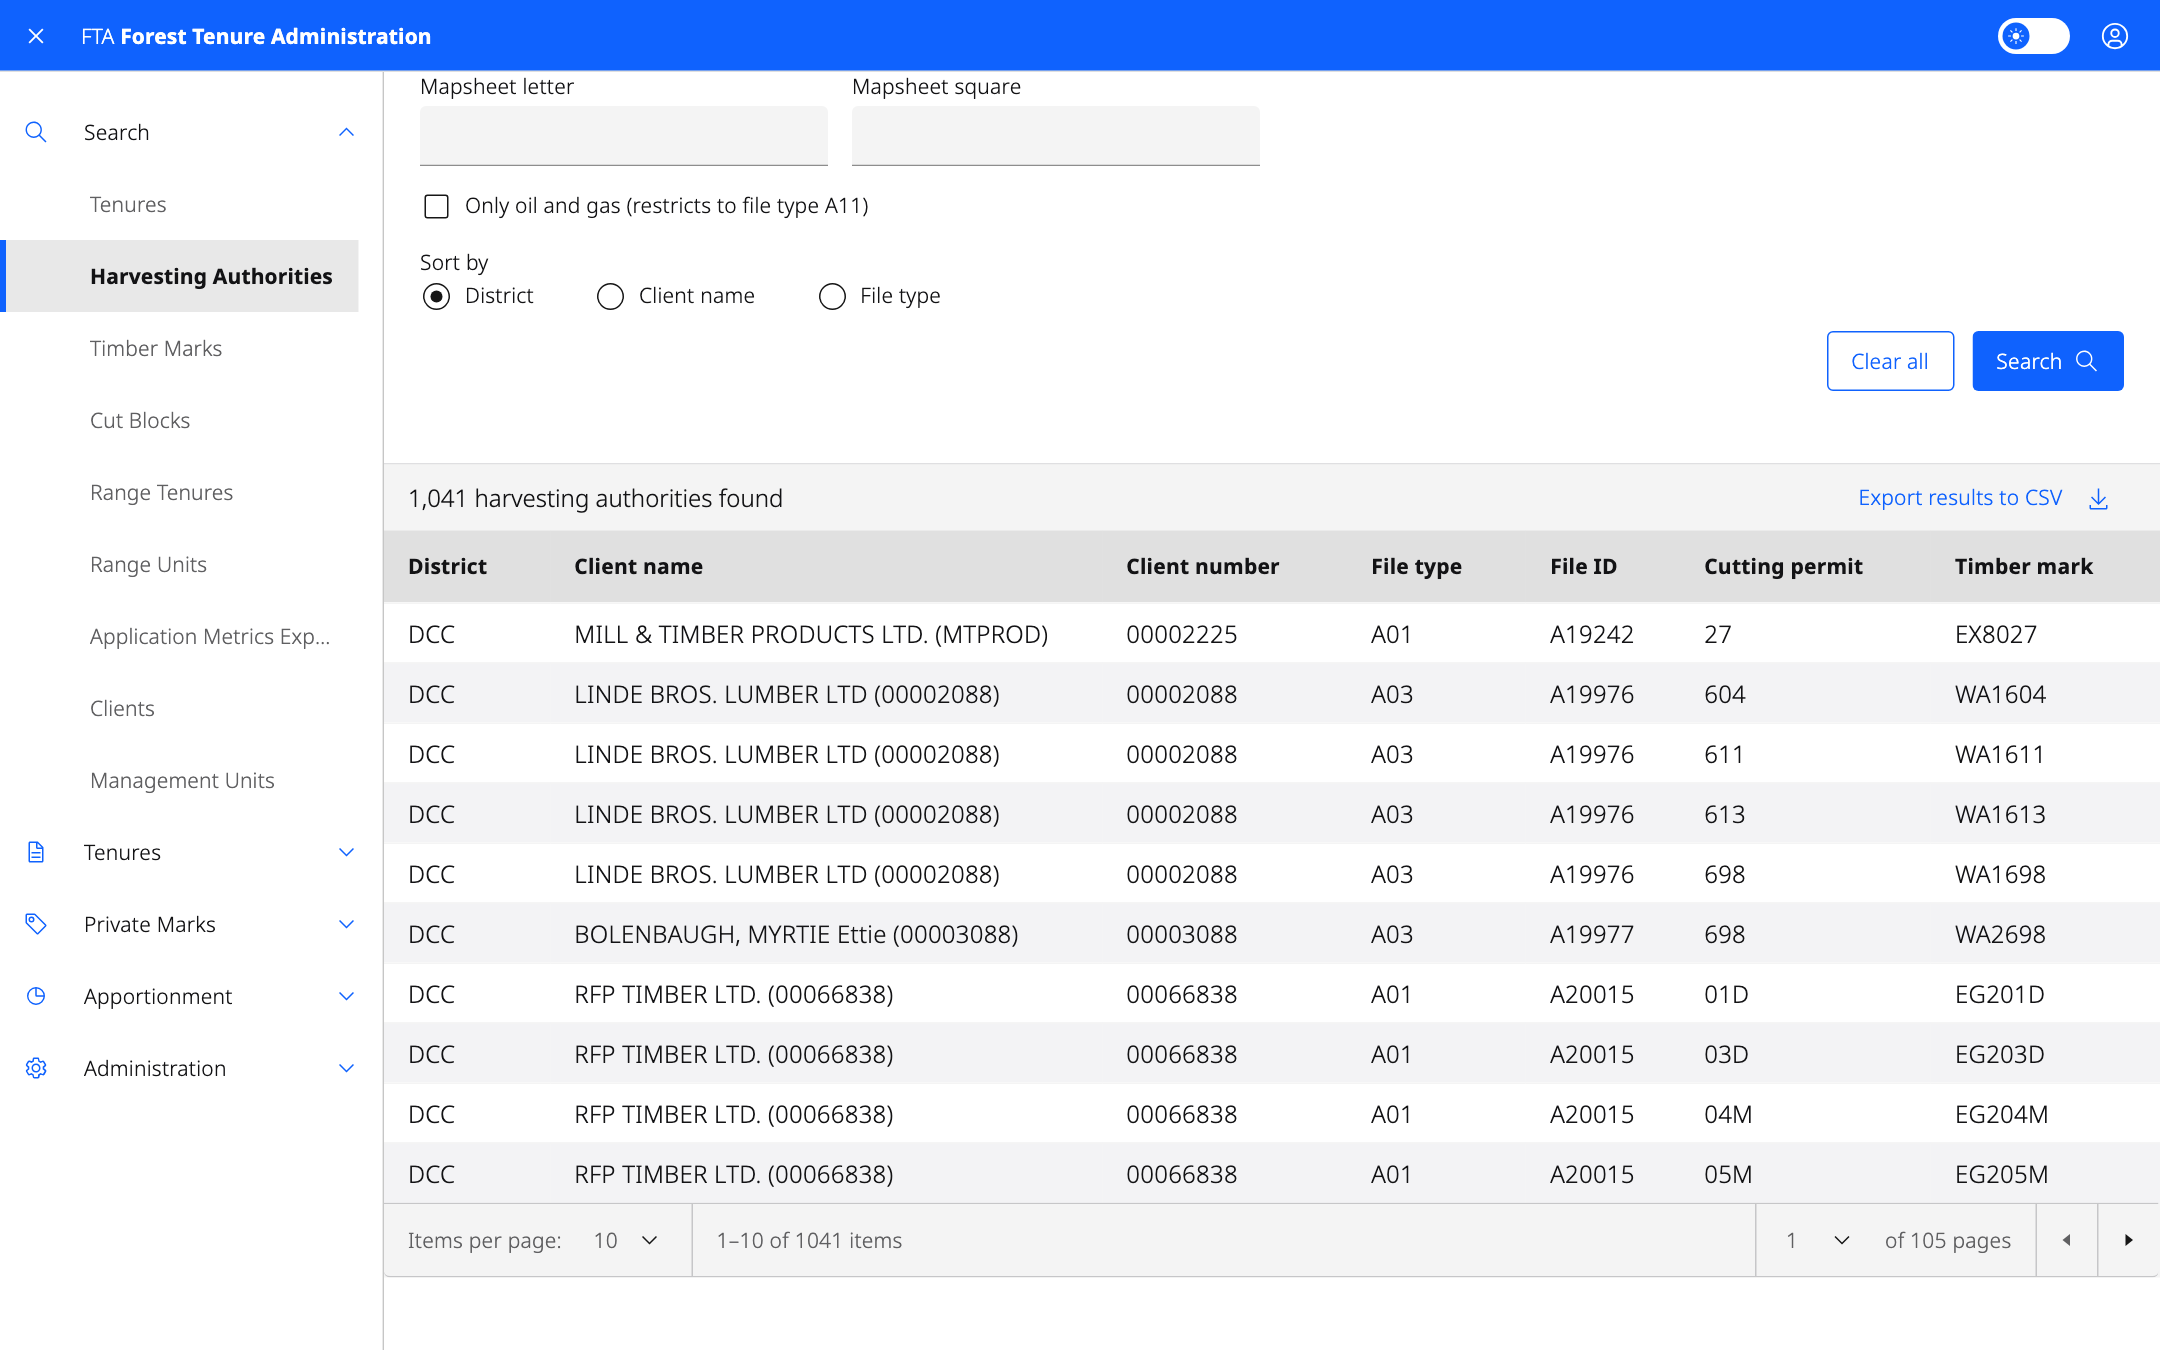 FTA Forest Tenure Administration
Search
Tenures
Harvesting Authorities
Timber Marks
Cut Blocks
Range Tenures
Range Units
Application Metrics Exp...
Clients
Management Units
Tenures
Private Marks
Apportionment
Administration
Mapsheet letter Mapsheet square
Only oil and gas (restricts to file type A11)
Sort by
District Client name File type
Clear all Search
1,041 harvesting authorities found Export results to CSV
District Client name Client number File type File ID Cutting permit Timber mark
DCC MILL & TIMBER PRODUCTS LTD. (MTPROD) 00002225 A01 A19242 27 EX8027
DCC LINDE BROS. LUMBER LTD (00002088) 00002088 A03 A19976 604 WA1604
DCC LINDE BROS. LUMBER LTD (00002088) 00002088 A03 A19976 611 WA1611
DCC LINDE BROS. LUMBER LTD (00002088) 00002088 A03 A19976 613 WA1613
DCC LINDE BROS. LUMBER LTD (00002088) 00002088 A03 A19976 698 WA1698
DCC BOLENBAUGH, MYRTIE Ettie (00003088) 00003088 A03 A19977 698 WA2698
DCC RFP TIMBER LTD. (00066838) 00066838 A01 A20015 01D EG201D
DCC RFP TIMBER LTD. (00066838) 00066838 A01 A20015 03D EG203D
DCC RFP TIMBER LTD. (00066838) 00066838 A01 A20015 04M EG204M
DCC RFP TIMBER LTD. (00066838) 00066838 A01 A20015 05M EG205M
Items per page: 10 1–10 of 1041 items 1 of 105 pages